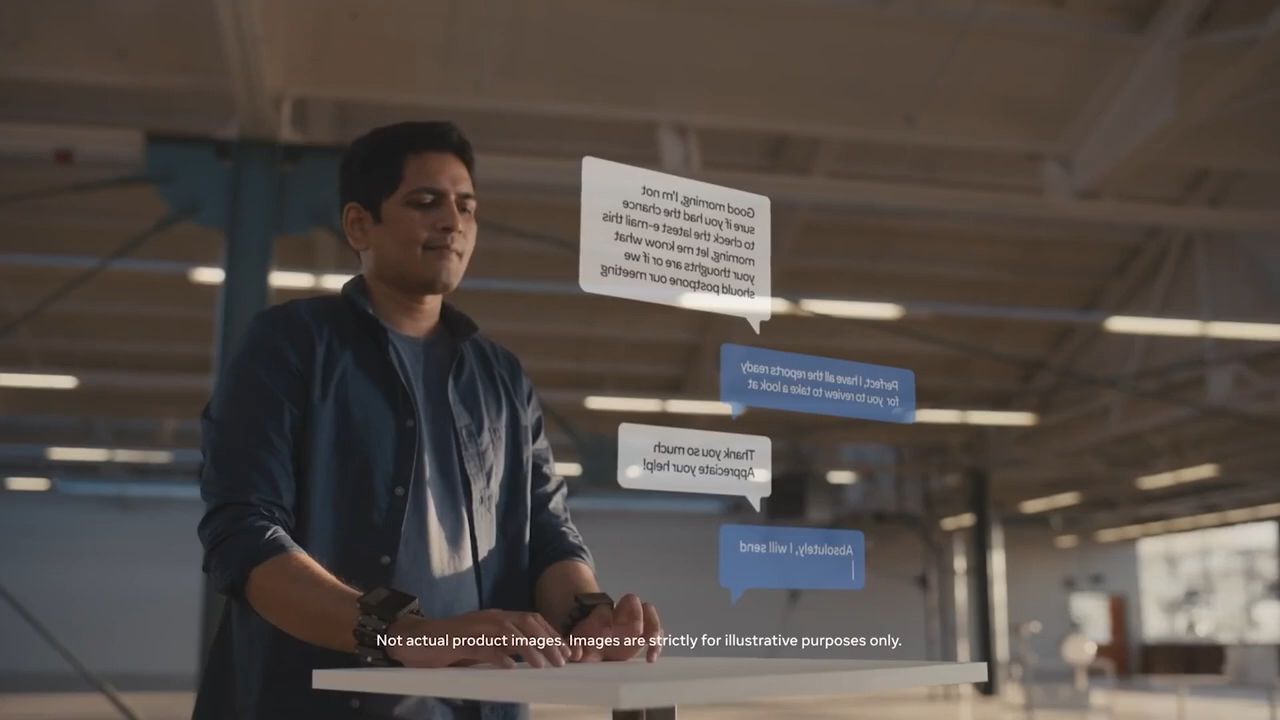 Good morning, I'm not
sure if you had the chance
to check the latest e-mail this
morning, let me know what
your thoughts are or if we
should postpone our meeting
Perfect, I have all the reports ready
for you to review to take a look at
Thank you so much
Appreciate your help!
Absolutely, I will send
Not actual product images. Images are strictly for illustrative purposes only.